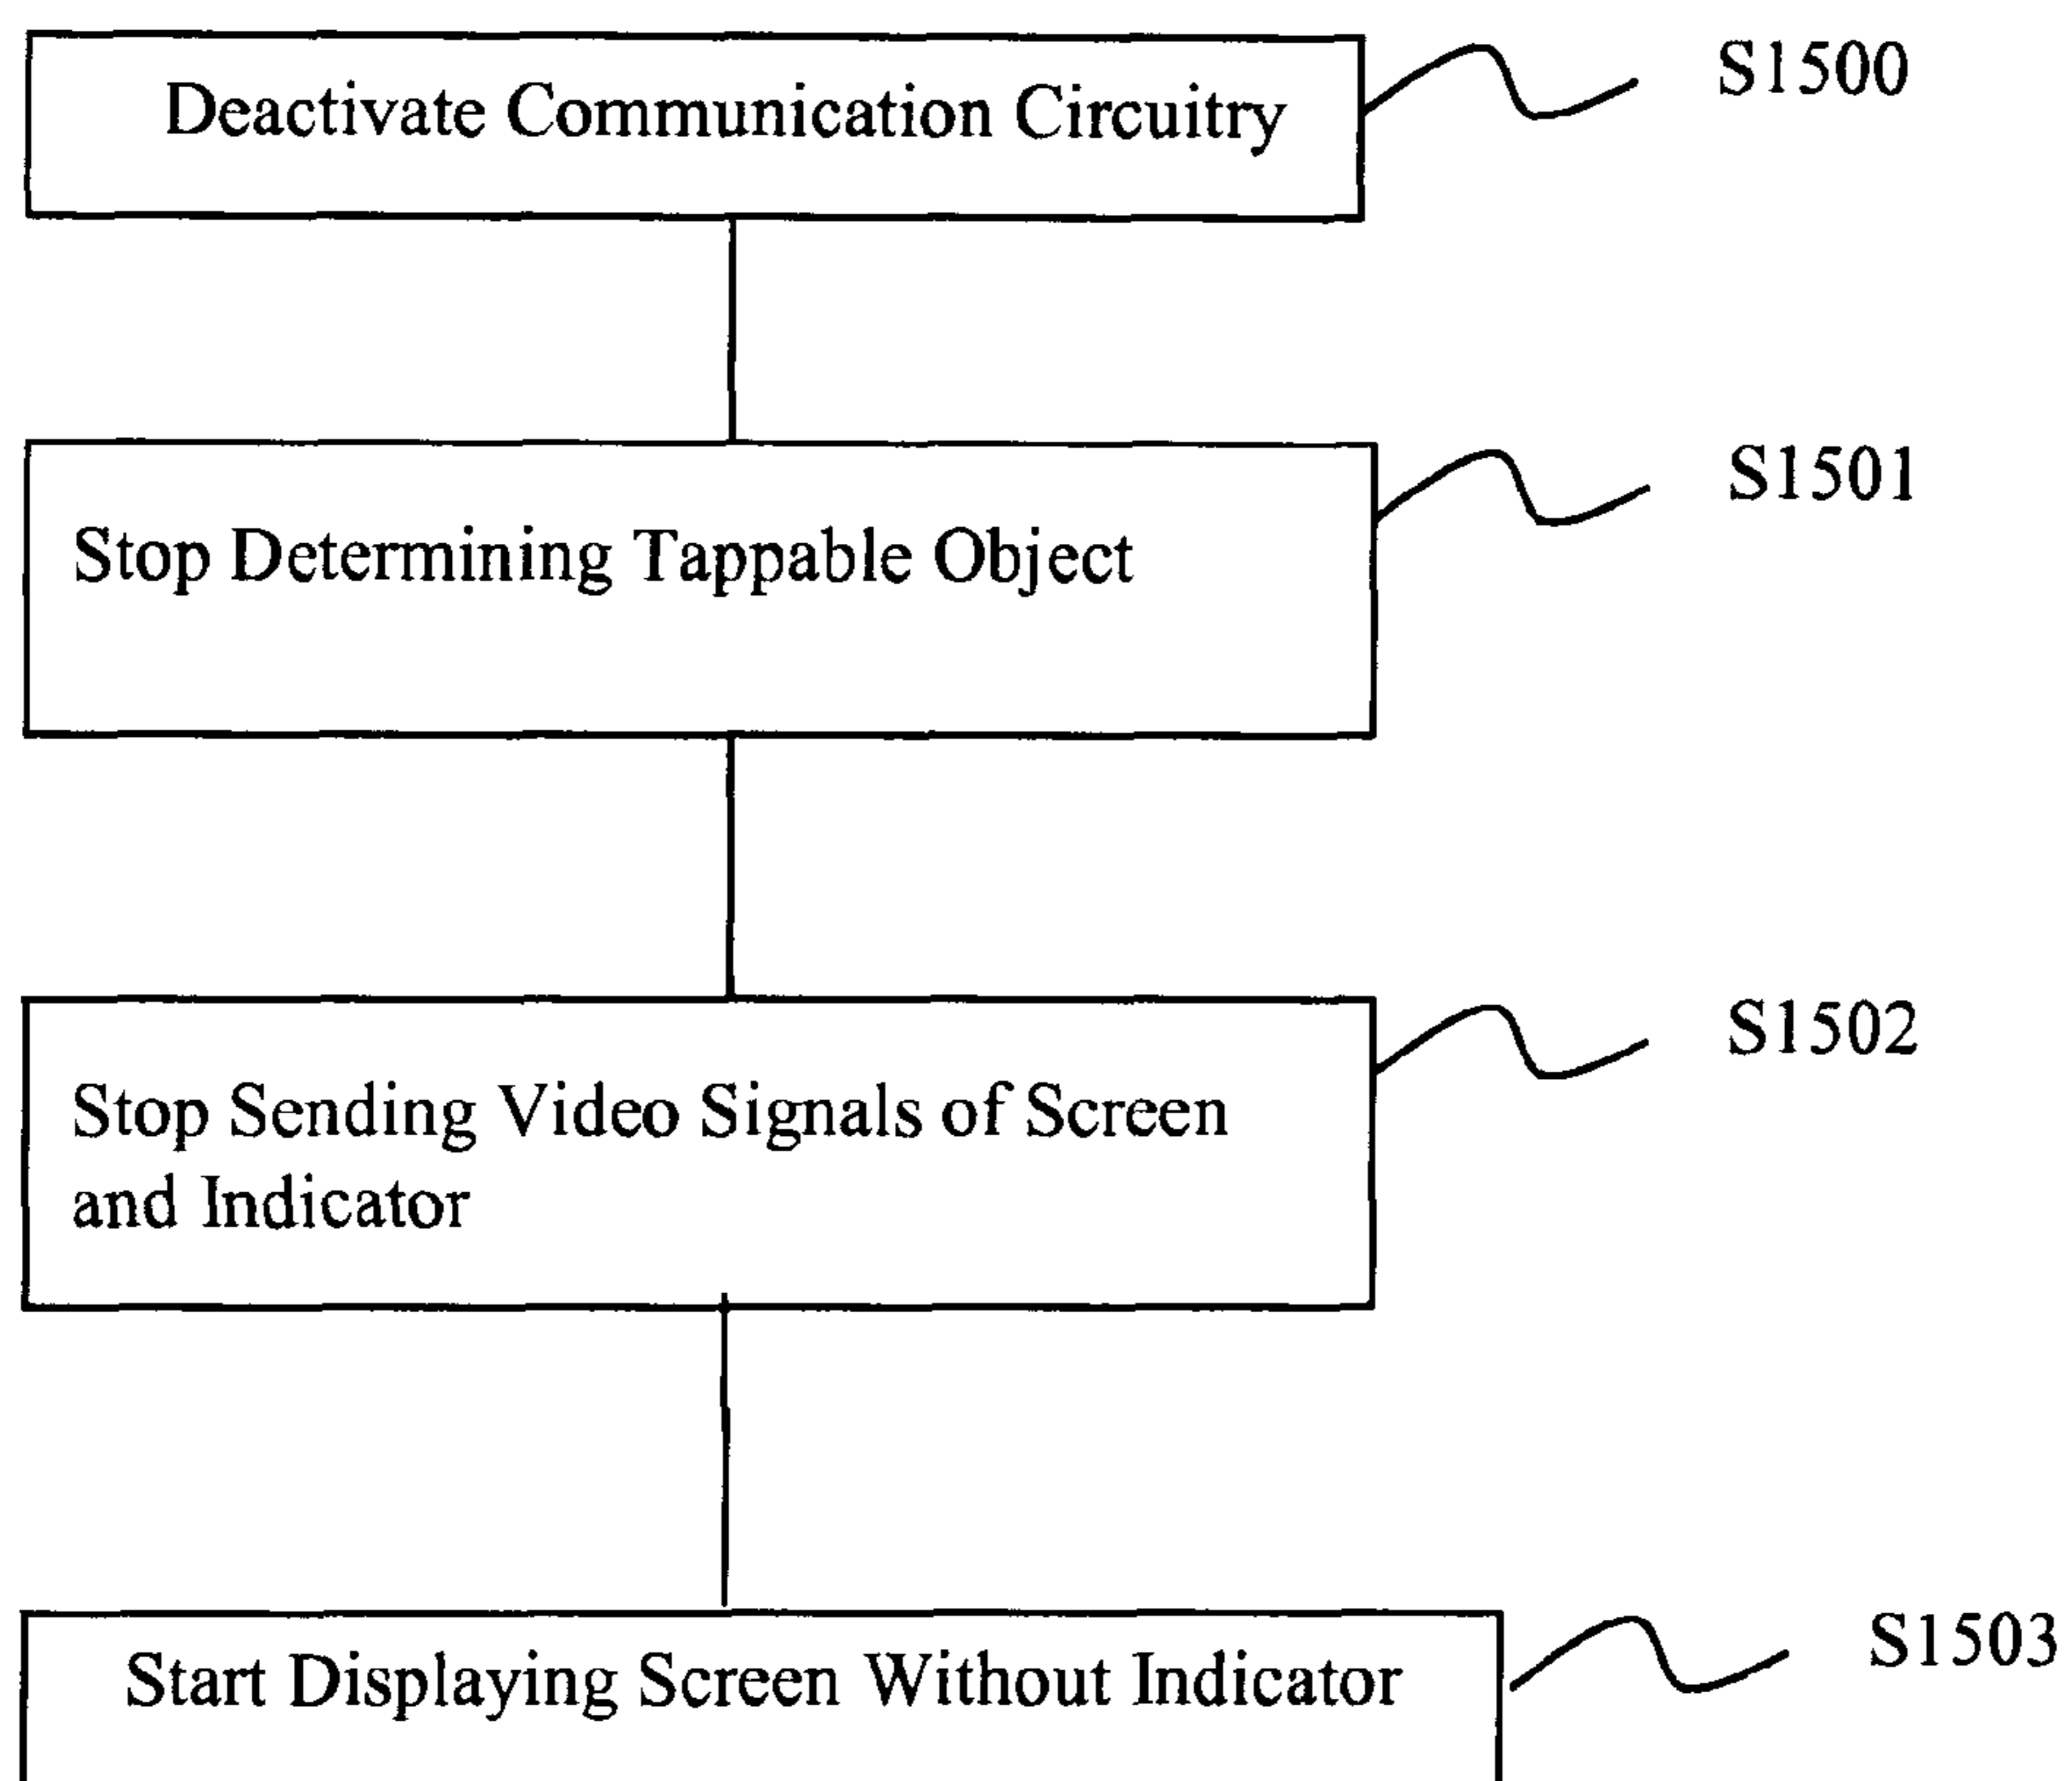 Deactivate Communication Circuitry
S1500
Stop Determining Tappable Object
S1501
Stop Sending Video Signals of Screen
and Indicator
S1502
Start Displaying Screen Without Indicator
S1503